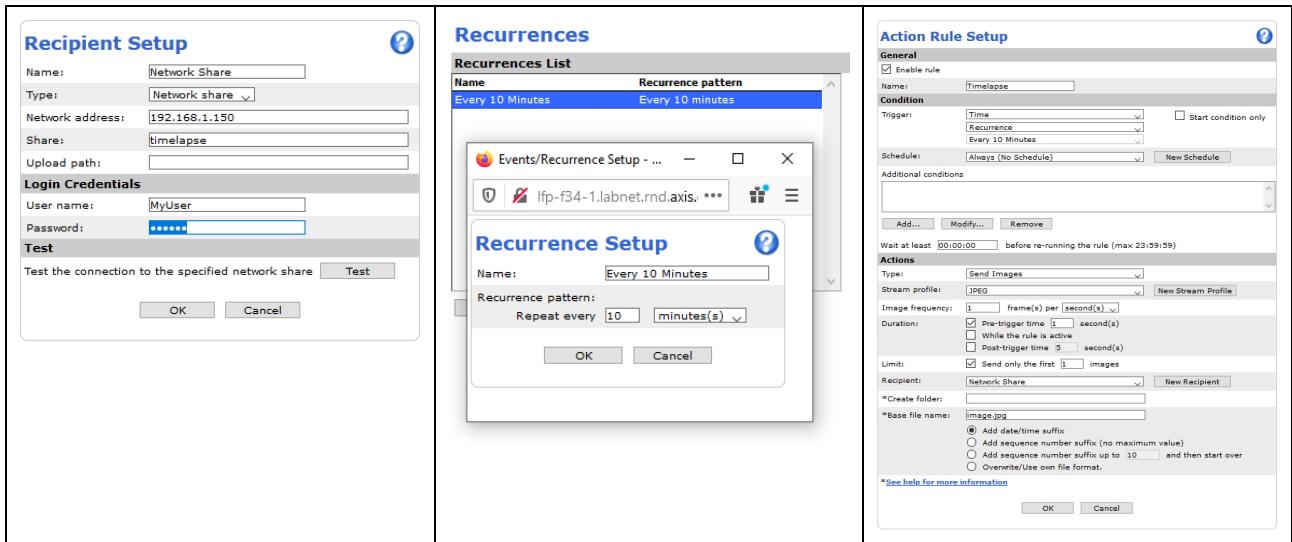 Recipient Setup
Name: Network Share
Type: Network share
Network address: 192.168.1.150
Share: timelapse
Upload path:
Login Credentials
User name: MyUser
Password: ••••••
Test
Test the connection to the specified network share Test
OK Cancel
Recurrences
Recurrences List
Name Recurrence pattern
Every 10 Minutes Every 10 minutes
Events/Recurrence Setup - ...
lfp-f34-1.labnet.rnd.axis.
Recurrence Setup
Name: Every 10 Minutes
Recurrence pattern:
Repeat every 10 minutes(s)
OK Cancel
Action Rule Setup
General
Enable rule
Name: Timelapse
Condition
Trigger: Time Start condition only
Recurrence
Every 10 Minutes
Schedule: Always (No Schedule) New Schedule
Additional conditions
Add... Modify... Remove
Wait at least 00:00:00 before re-running the rule (max 23:59:59)
Actions
Type: Send Images
Stream profile: JPEG New Stream Profile
Image frequency: 1 frame(s) per second(s)
Duration: Pre-trigger time 1 second(s)
While the rule is active
Post-trigger time 5 second(s)
Limit: Send only the first 1 images
Recipient: Network Share New Recipient
*Create folder:
*Base file name: image.jpg
Add date/time suffix
Add sequence number suffix (no maximum value)
Add sequence number suffix up to 10 and then start over
Overwrite/Use own file format.
*See help for more information
OK Cancel